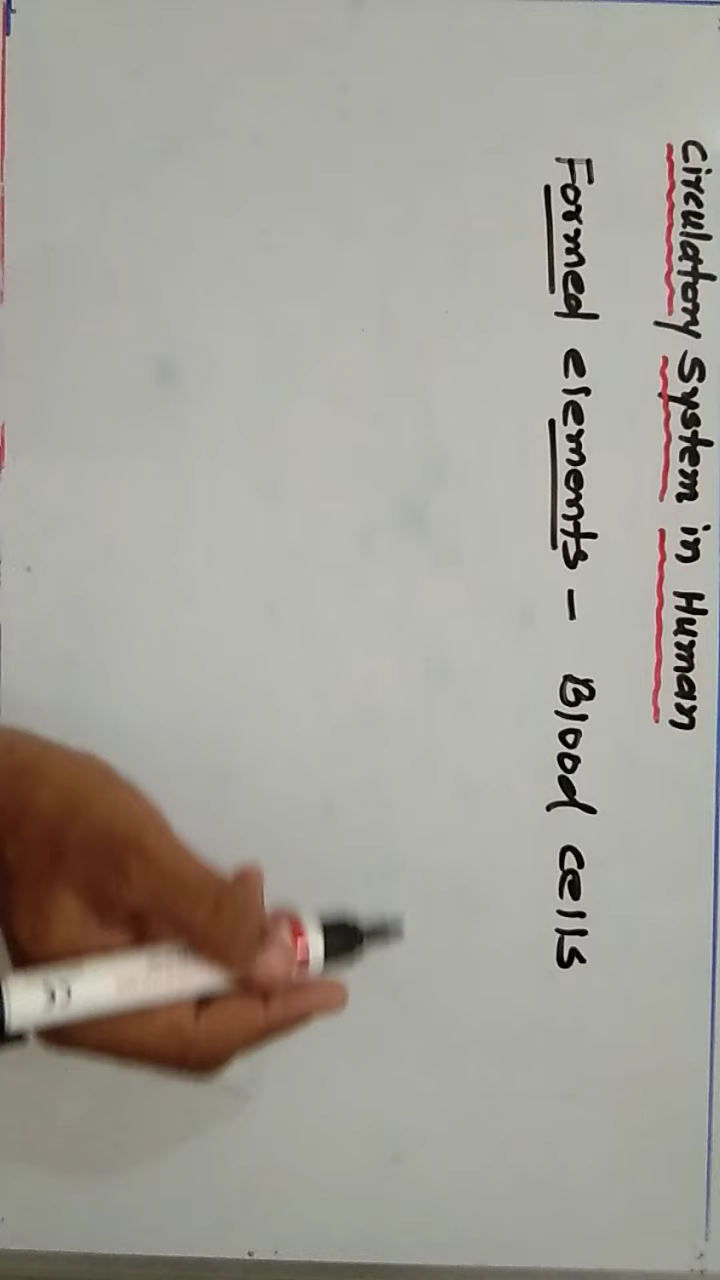 Circulatory System in Human
Formed elements - Blood cells